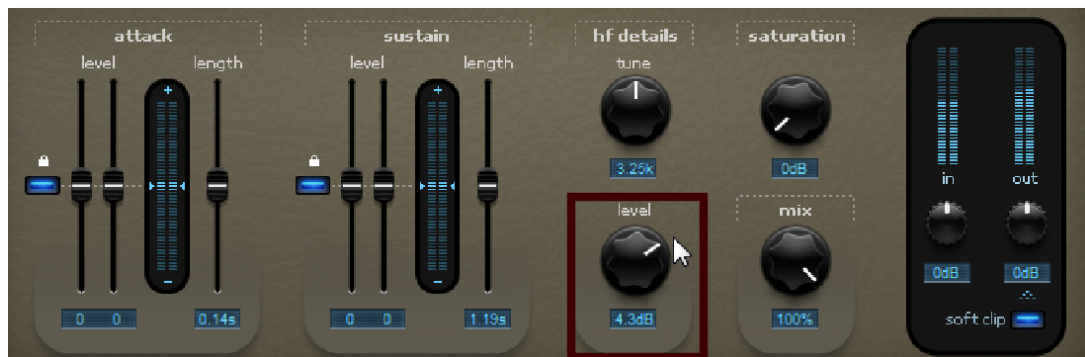 attack
level length
+
-
0 0 0.14s
sustain
level length
+
-
0 0 1.19s
hf details
tune
3.25k
level
4.3dB
saturation
0dB
mix
100%
in out
0dB 0dB
soft clip